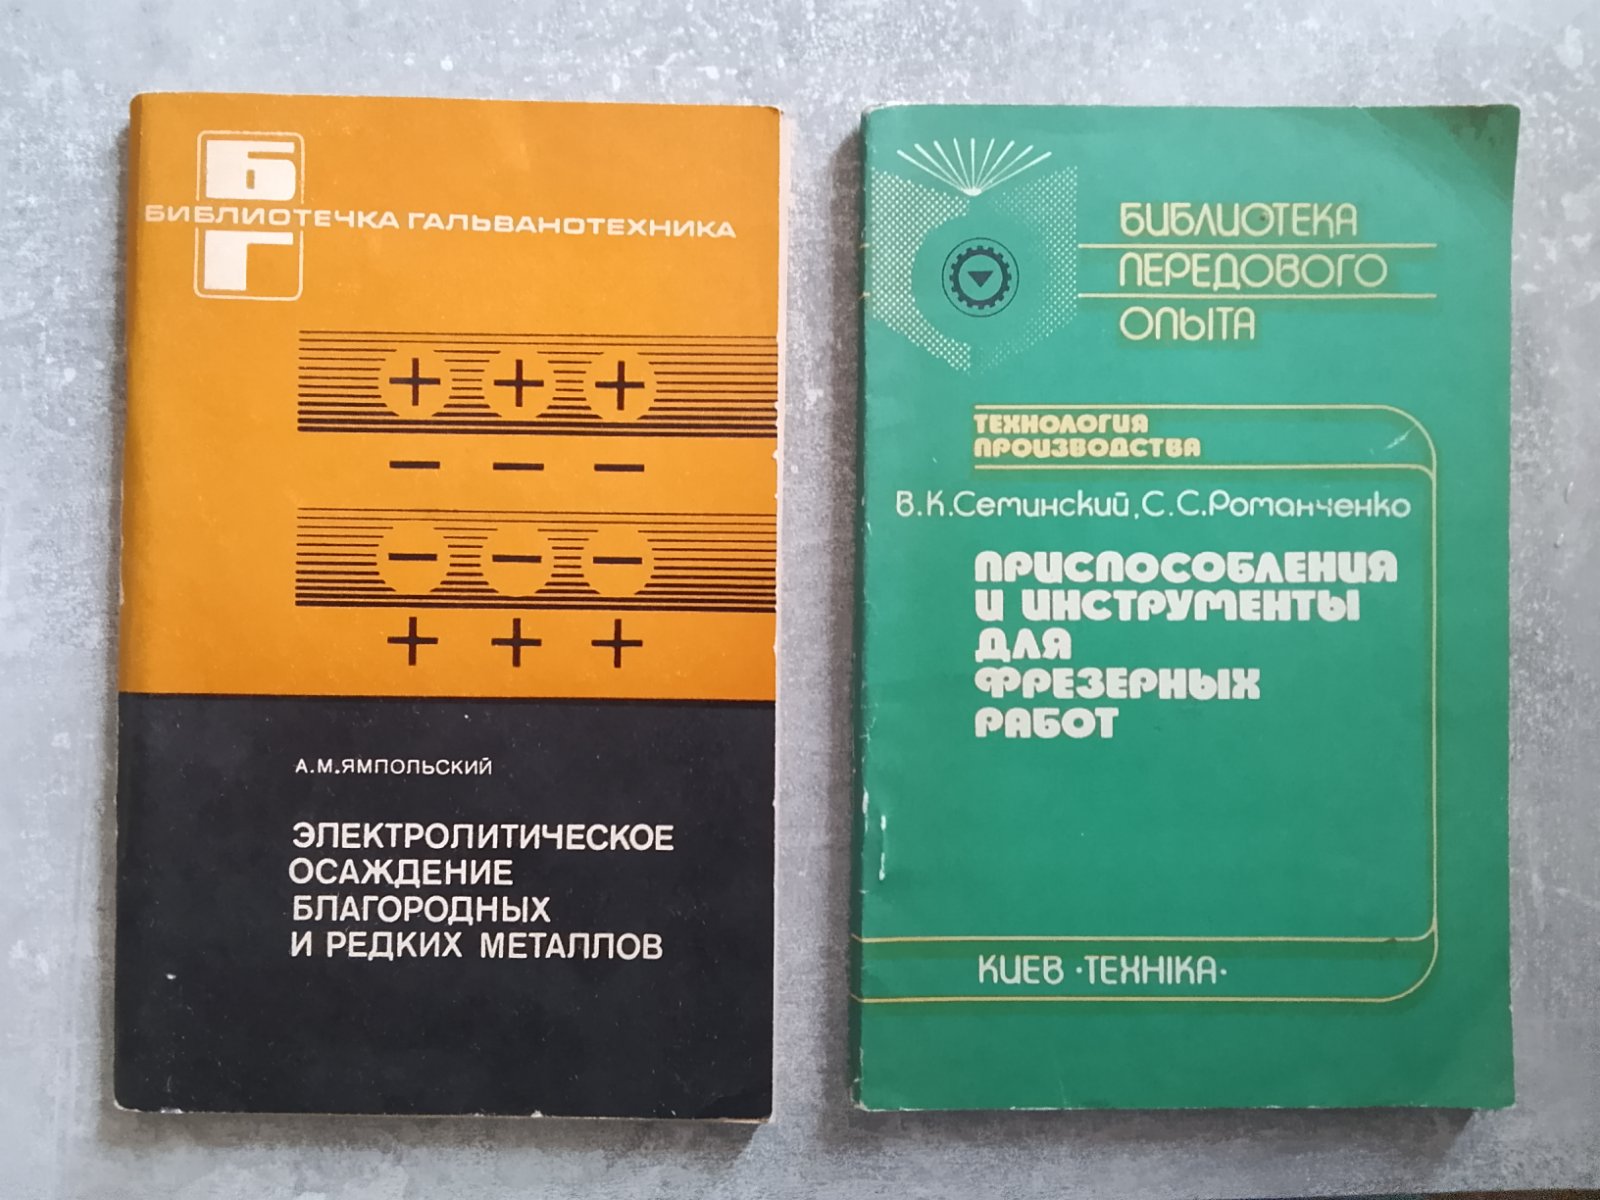 Б
БИБЛИОТЕЧКА ГАЛЬВАНОТЕХНИКА
Г
+ + +
− − −
− − −
+ + +
А.М.ЯМПОЛЬСКИЙ
ЭЛЕКТРОЛИТИЧЕСКОЕ
ОСАЖДЕНИЕ
БЛАГОРОДНЫХ
И РЕДКИХ МЕТАЛЛОВ
БИБЛИОТЕКА
ПЕРЕДОВОГО
ОПЫТА
ТЕХНОЛОГИЯ
ПРОИЗВОДСТВА
В.К.Семинский, С.С.Романченко
ПРИСПОСОБЛЕНИЯ
И ИНСТРУМЕНТЫ
ДЛЯ
ФРЕЗЕРНЫХ
РАБОТ
КИЕВ ·ТЕХНІКА·